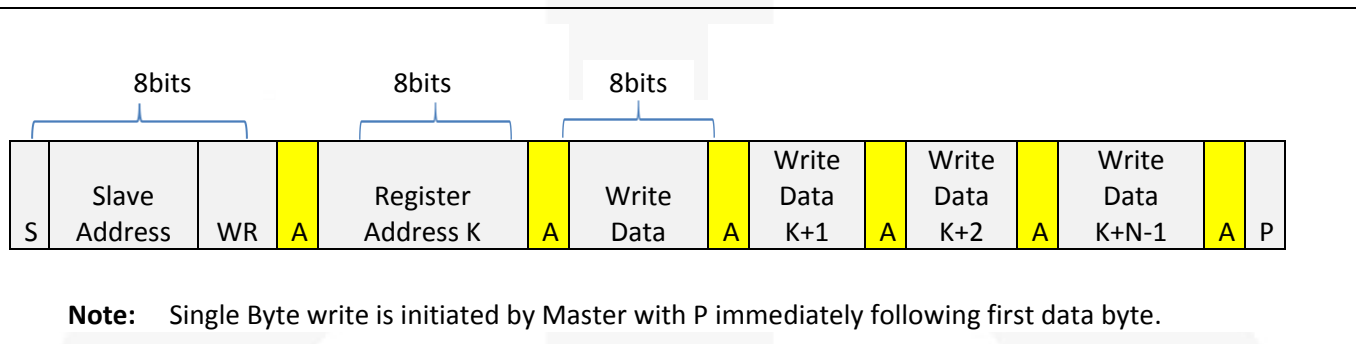 8bits 8bits 8bits
Write Write Write
Slave Register Write Data Data Data
S Address WR A Address K A Data A K+1 A K+2 A K+N-1 A P
Note: Single Byte write is initiated by Master with P immediately following first data byte.